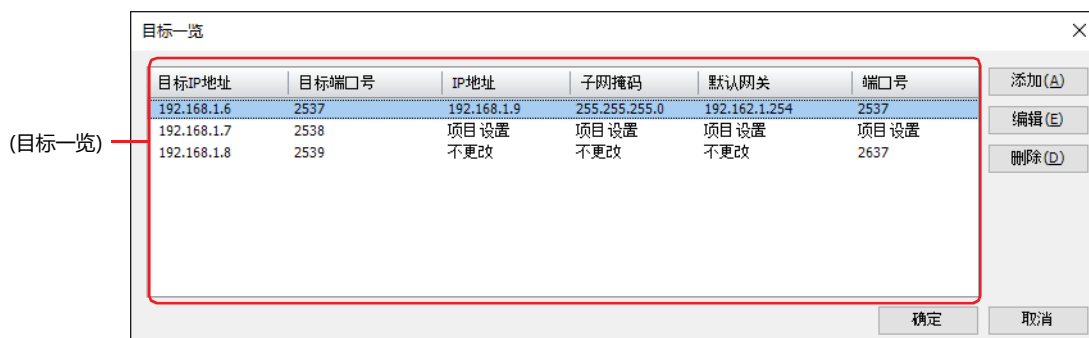 目标一览
目标IP地址 目标端口号 IP地址 子网掩码 默认网关 端口号
192.168.1.6 2537 192.168.1.9 255.255.255.0 192.162.1.254 2537
192.168.1.7 2538 项目设置 项目设置 项目设置 项目设置
192.168.1.8 2539 不更改 不更改 不更改 2637
添加(A)
编辑(E)
删除(D)
(目标一览)
确定 取消